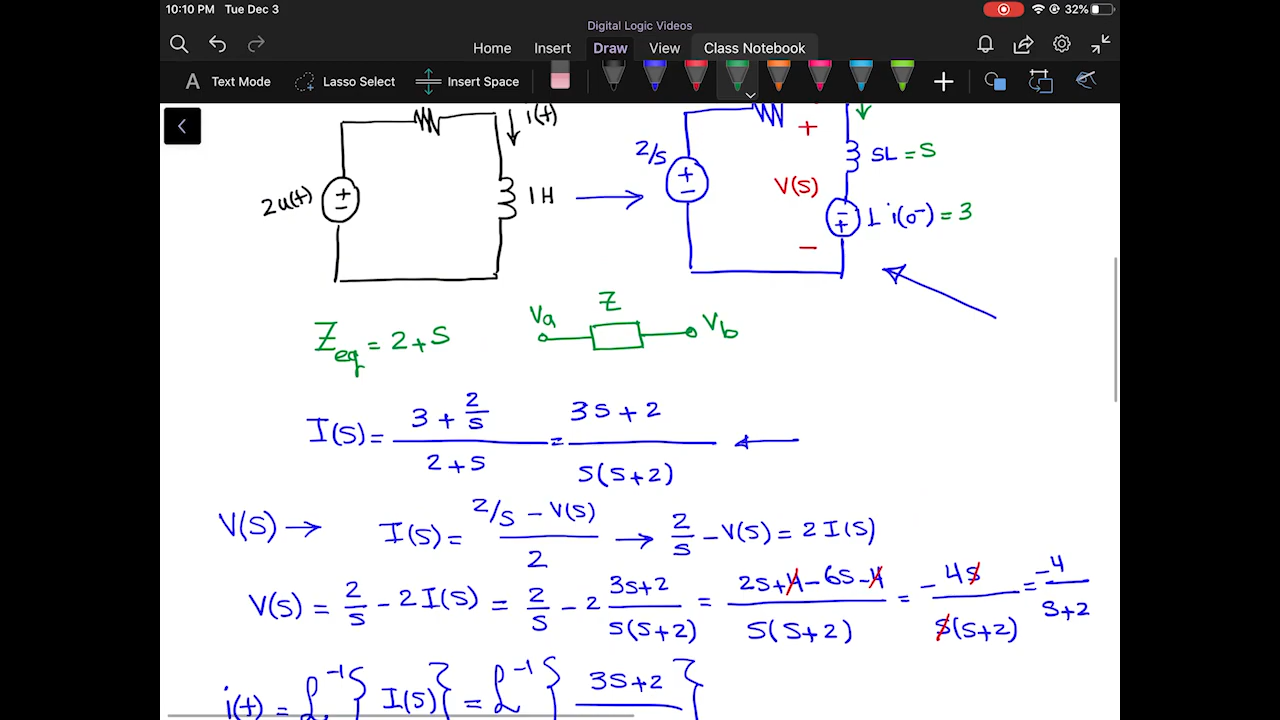 10:10 PM Tue Dec 3
32%
Digital Logic Videos
Home Insert Draw View Class Notebook
Text Mode Lasso Select Insert Space
i(t)
2u(t) + −
1H
2/s + −
+ V(s) −
SL = S
− + L i(0⁻) = 3
Zeq = 2+S
Va Z Vb
I(s) = (3 + 2/s) / (2+s) = (3s+2) / (s(s+2)) ←
V(s) → I(s) = (2/s − V(s)) / 2 → 2/s − V(s) = 2 I(s)
V(s) = 2/s − 2I(s) = 2/s − 2 (3s+2) / (s(s+2)) = (2s+4−6s−4) / (s(s+2)) = −4s / (s(s+2)) = −4 / (s+2)
i(t) = ℒ⁻¹{ I(s) } = ℒ⁻¹{ 3s+2 }